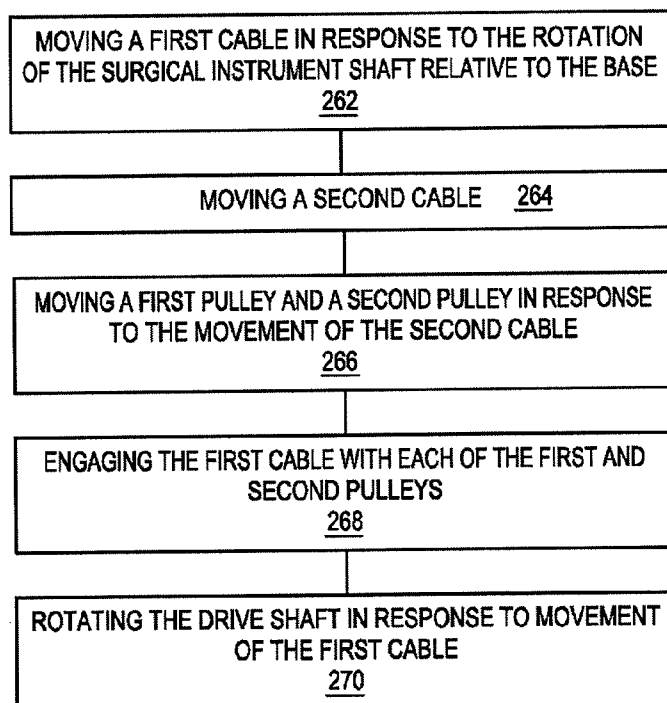 MOVING A FIRST CABLE IN RESPONSE TO THE ROTATION
OF THE SURGICAL INSTRUMENT SHAFT RELATIVE TO THE BASE
262
MOVING A SECOND CABLE 264
MOVING A FIRST PULLEY AND A SECOND PULLEY IN RESPONSE
TO THE MOVEMENT OF THE SECOND CABLE
266
ENGAGING THE FIRST CABLE WITH EACH OF THE FIRST AND
SECOND PULLEYS
268
ROTATING THE DRIVE SHAFT IN RESPONSE TO MOVEMENT
OF THE FIRST CABLE
270